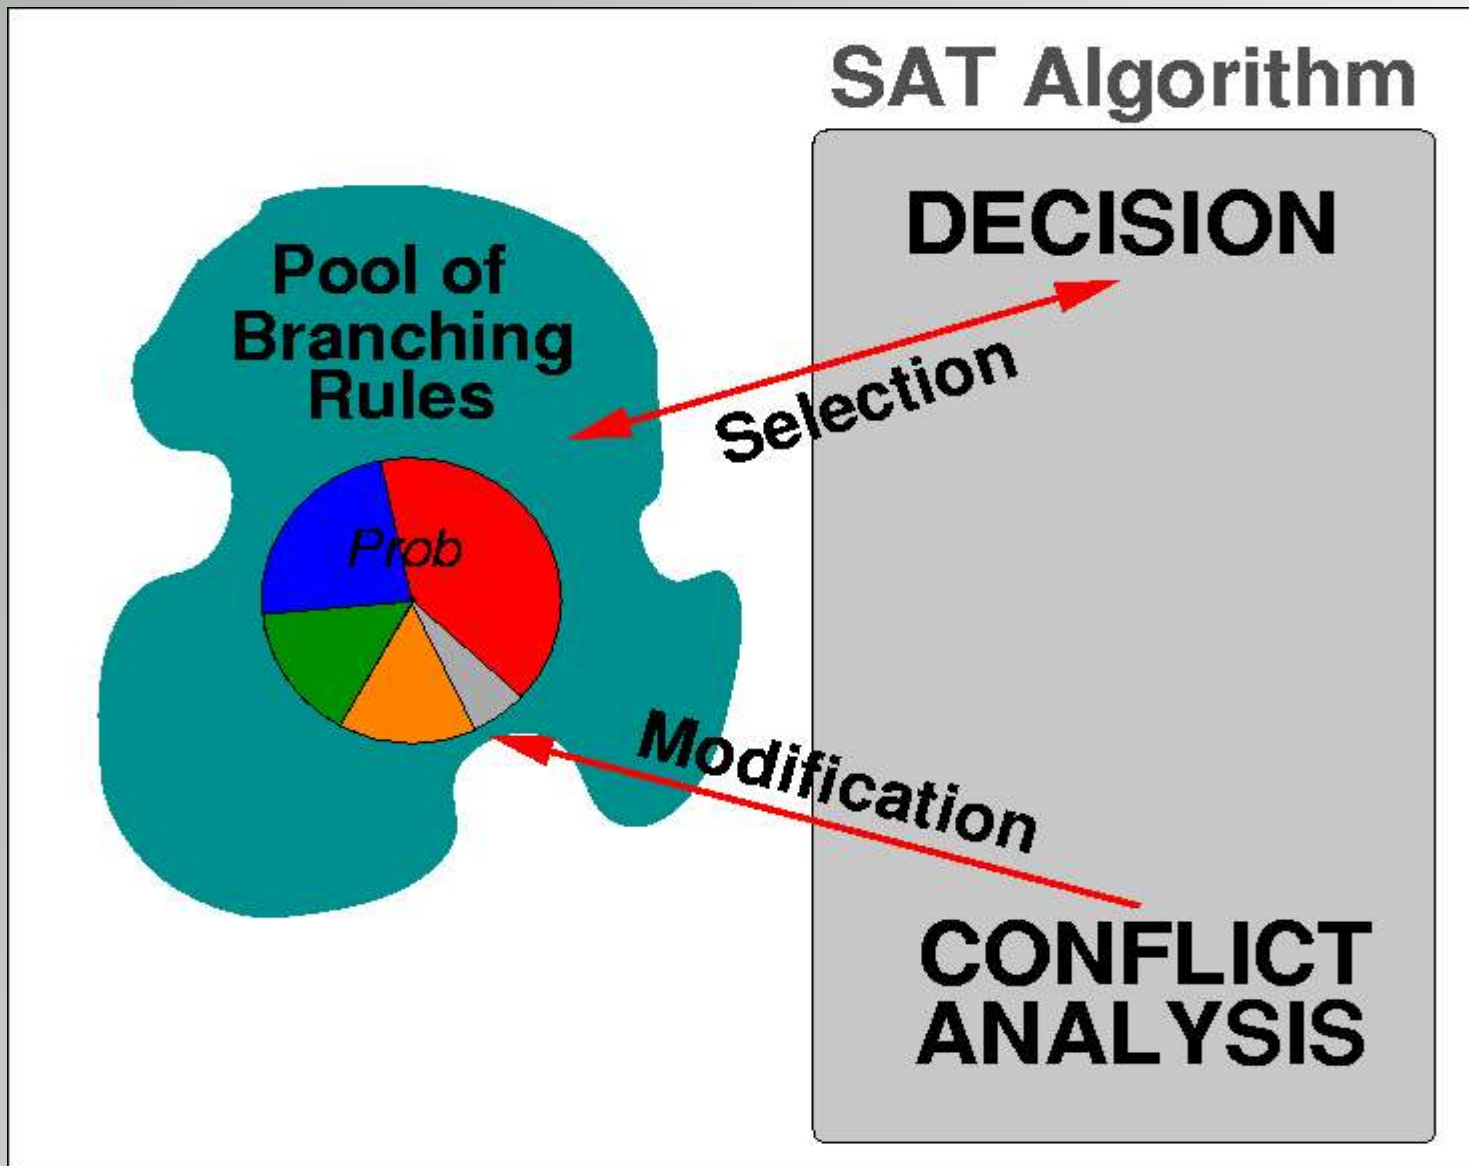 SAT Algorithm
DECISION
Pool of
Branching
Rules
Selection
Prob
Modification
CONFLICT
ANALYSIS